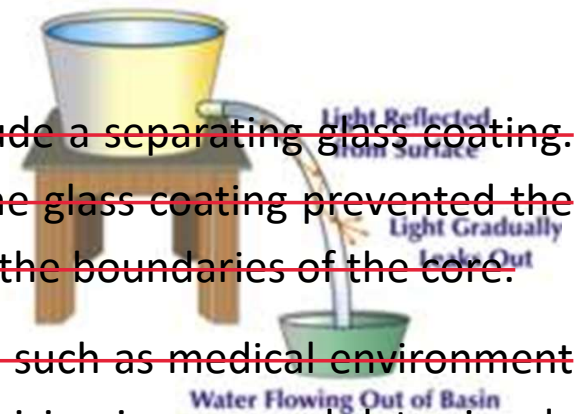 ude a separating glass coating.
Light Reflected
from Surface
he glass coating prevented the
Light Gradually
Leaks Out
the boundaries of the core.
such as medical environment
Water Flowing Out of Basin